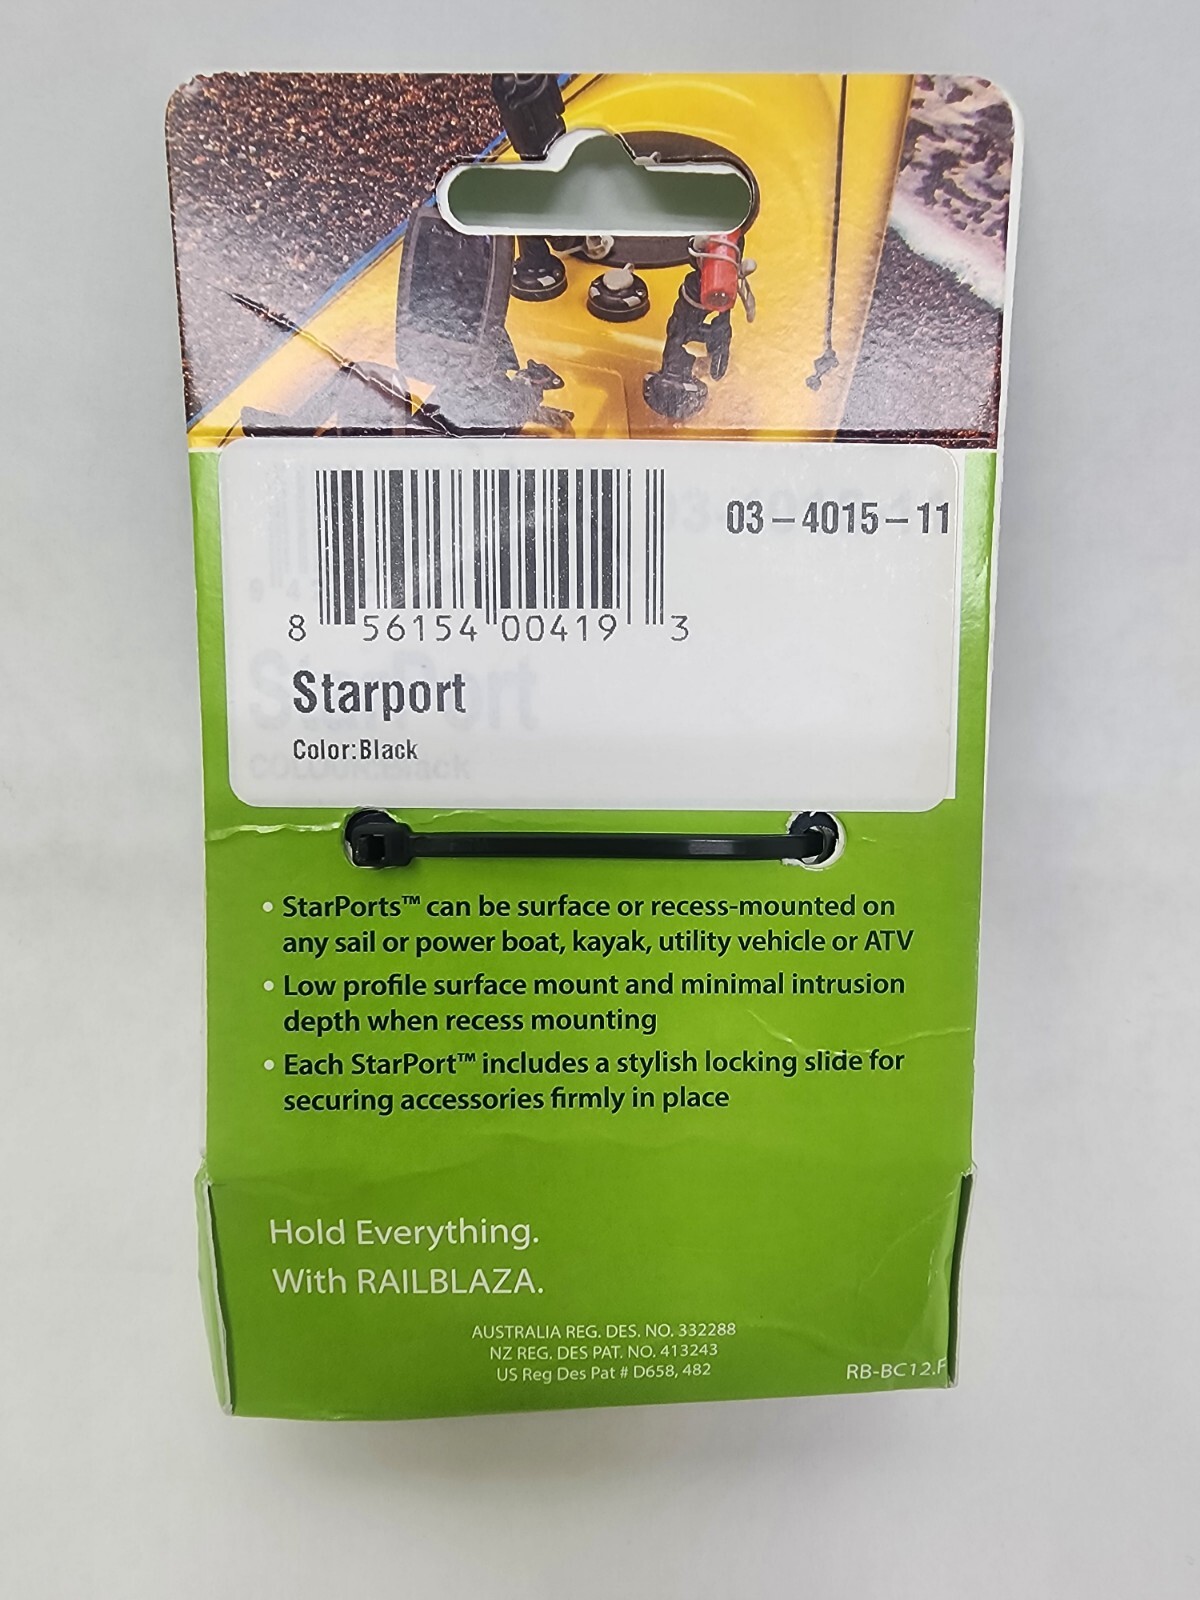 03-4015-11
8 56154 00419 3
Starport
Color:Black
• StarPorts™ can be surface or recess-mounted on
any sail or power boat, kayak, utility vehicle or ATV
• Low profile surface mount and minimal intrusion
depth when recess mounting
• Each StarPort™ includes a stylish locking slide for
securing accessories firmly in place
Hold Everything.
With RAILBLAZA.
AUSTRALIA REG. DES. NO. 332288
NZ REG. DES PAT. NO. 413243
US Reg Des Pat # D658, 482
RB-BC12.F